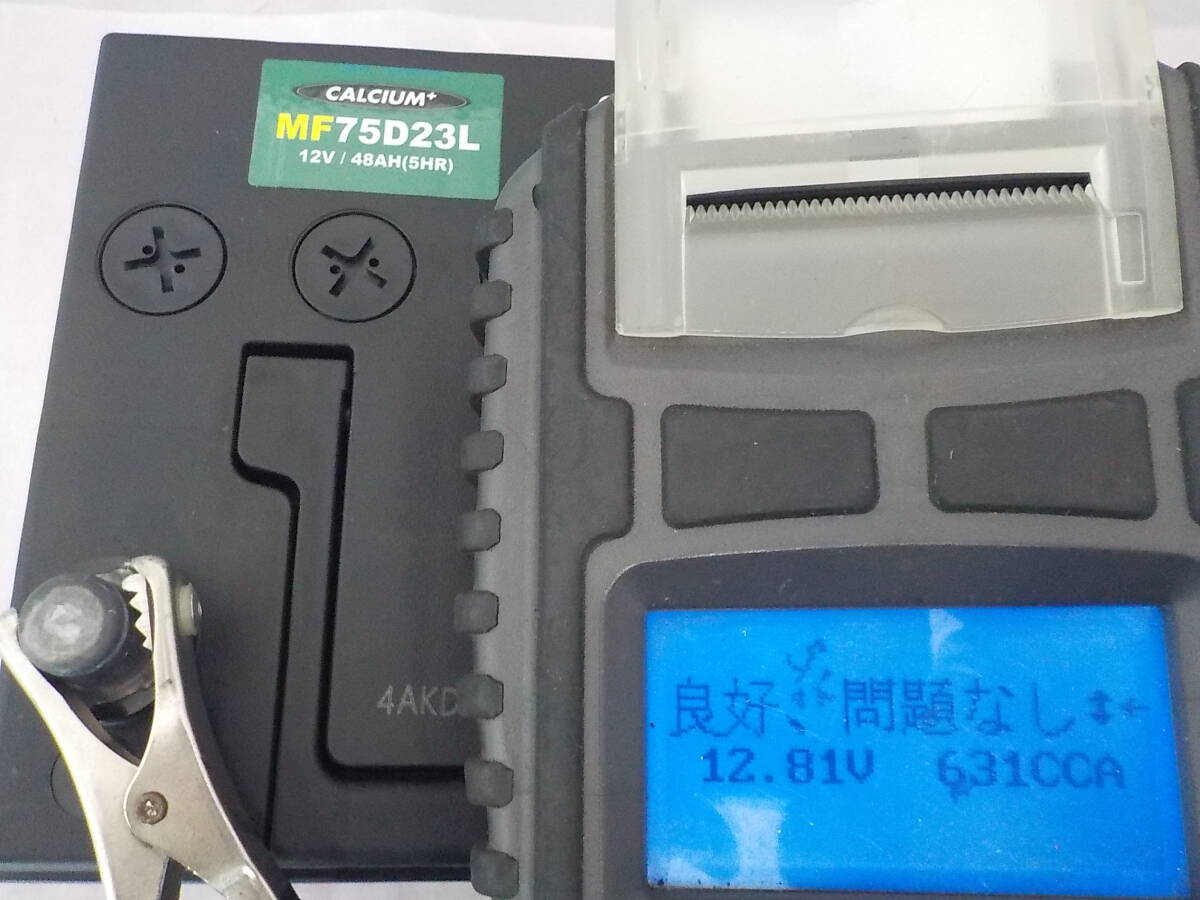 CALCIUM+
MF75D23L
12V / 48AH(5HR)
4AKD
良好、問題なし
12.81V 631CCA